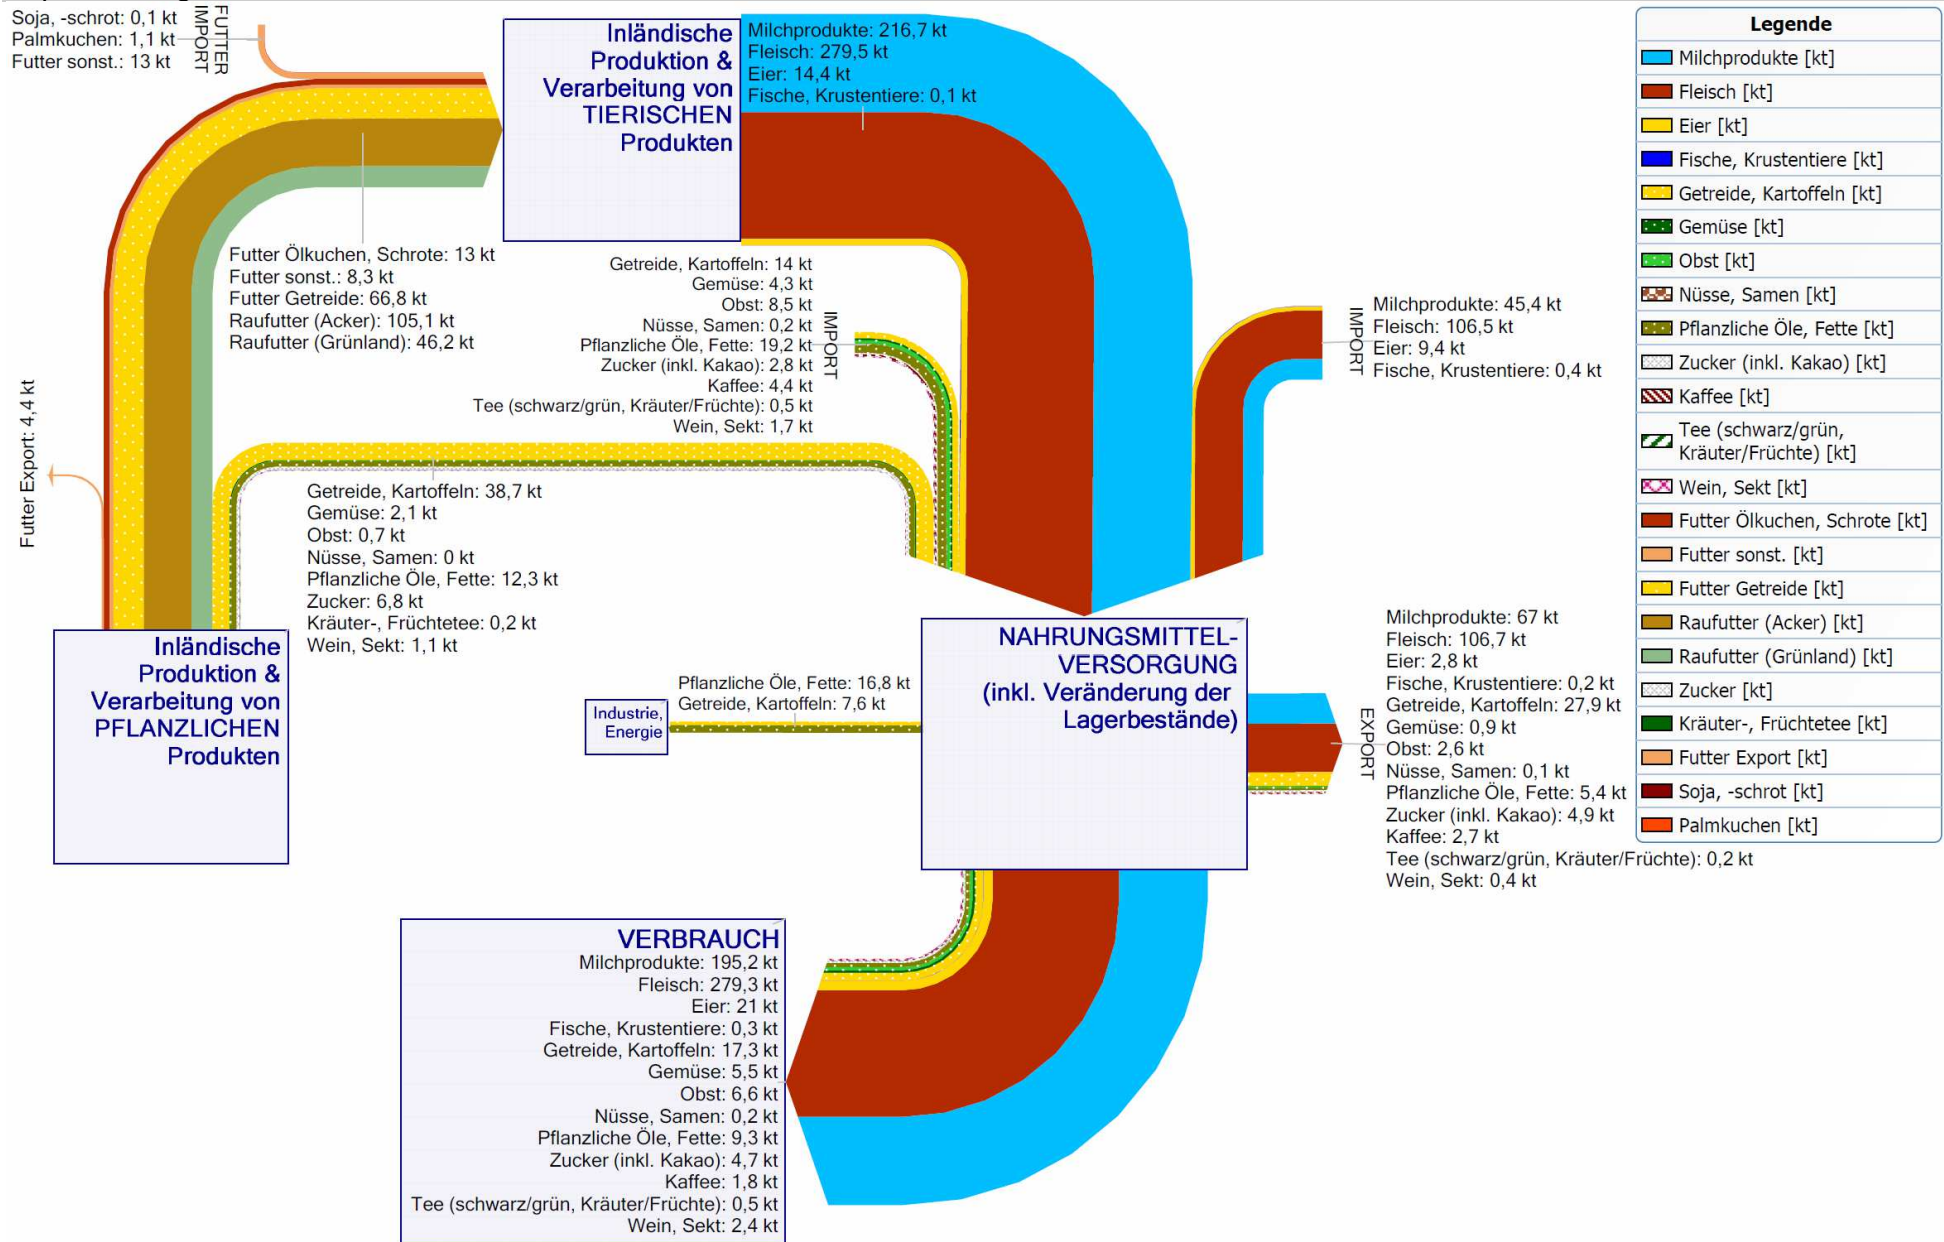 Soja, -schrot: 0,1 kt
Palmkuchen: 1,1 kt
Futter sonst.: 13 kt
FUTTER
IMPORT
Inländische
Produktion &
Verarbeitung von
TIERISCHEN
Produkten
Milchprodukte: 216,7 kt
Fleisch: 279,5 kt
Eier: 14,4 kt
Fische, Krustentiere: 0,1 kt
Futter Ölkuchen, Schrote: 13 kt
Futter sonst.: 8,3 kt
Futter Getreide: 66,8 kt
Raufutter (Acker): 105,1 kt
Raufutter (Grünland): 46,2 kt
Getreide, Kartoffeln: 14 kt
Gemüse: 4,3 kt
Obst: 8,5 kt
Nüsse, Samen: 0,2 kt
Pflanzliche Öle, Fette: 19,2 kt
Zucker (inkl. Kakao): 2,8 kt
Kaffee: 4,4 kt
Tee (schwarz/grün, Kräuter/Früchte): 0,5 kt
Wein, Sekt: 1,7 kt
IMPORT
IMPORT
Milchprodukte: 45,4 kt
Fleisch: 106,5 kt
Eier: 9,4 kt
Fische, Krustentiere: 0,4 kt
Futter Export: 4,4 kt
Getreide, Kartoffeln: 38,7 kt
Gemüse: 2,1 kt
Obst: 0,7 kt
Nüsse, Samen: 0 kt
Pflanzliche Öle, Fette: 12,3 kt
Zucker: 6,8 kt
Kräuter-, Früchtetee: 0,2 kt
Wein, Sekt: 1,1 kt
Inländische
Produktion &
Verarbeitung von
PFLANZLICHEN
Produkten
Industrie,
Energie
Pflanzliche Öle, Fette: 16,8 kt
Getreide, Kartoffeln: 7,6 kt
NAHRUNGSMITTEL-
VERSORGUNG
(inkl. Veränderung der
Lagerbestände)
EXPORT
Milchprodukte: 67 kt
Fleisch: 106,7 kt
Eier: 2,8 kt
Fische, Krustentiere: 0,2 kt
Getreide, Kartoffeln: 27,9 kt
Gemüse: 0,9 kt
Obst: 2,6 kt
Nüsse, Samen: 0,1 kt
Pflanzliche Öle, Fette: 5,4 kt
Zucker (inkl. Kakao): 4,9 kt
Kaffee: 2,7 kt
Tee (schwarz/grün, Kräuter/Früchte): 0,2 kt
Wein, Sekt: 0,4 kt
VERBRAUCH
Milchprodukte: 195,2 kt
Fleisch: 279,3 kt
Eier: 21 kt
Fische, Krustentiere: 0,3 kt
Getreide, Kartoffeln: 17,3 kt
Gemüse: 5,5 kt
Obst: 6,6 kt
Nüsse, Samen: 0,2 kt
Pflanzliche Öle, Fette: 9,3 kt
Zucker (inkl. Kakao): 4,7 kt
Kaffee: 1,8 kt
Tee (schwarz/grün, Kräuter/Früchte): 0,5 kt
Wein, Sekt: 2,4 kt
Legende
Milchprodukte [kt]
Fleisch [kt]
Eier [kt]
Fische, Krustentiere [kt]
Getreide, Kartoffeln [kt]
Gemüse [kt]
Obst [kt]
Nüsse, Samen [kt]
Pflanzliche Öle, Fette [kt]
Zucker (inkl. Kakao) [kt]
Kaffee [kt]
Tee (schwarz/grün,
Kräuter/Früchte) [kt]
Wein, Sekt [kt]
Futter Ölkuchen, Schrote [kt]
Futter sonst. [kt]
Futter Getreide [kt]
Raufutter (Acker) [kt]
Raufutter (Grünland) [kt]
Zucker [kt]
Kräuter-, Früchtetee [kt]
Futter Export [kt]
Soja, -schrot [kt]
Palmkuchen [kt]